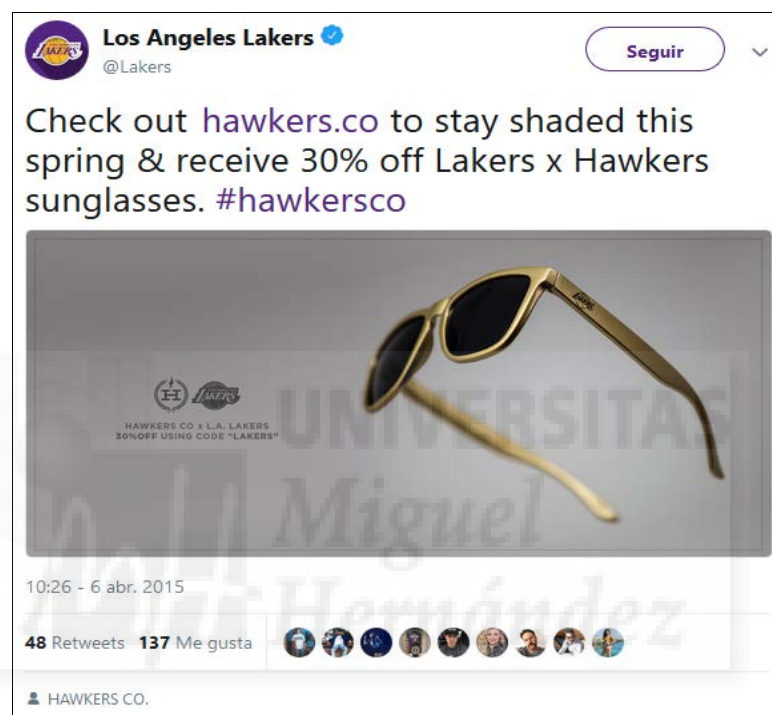 Los Angeles Lakers
@Lakers
Seguir
Check out hawkers.co to stay shaded this
spring & receive 30% off Lakers x Hawkers
sunglasses. #hawkersco
LAKERS
H LAKERS
HAWKERS CO x L.A. LAKERS
30%OFF USING CODE "LAKERS"
UNIVERSITAS
Miguel
Hernández
10:26 - 6 abr. 2015
48 Retweets 137 Me gusta
HAWKERS CO.